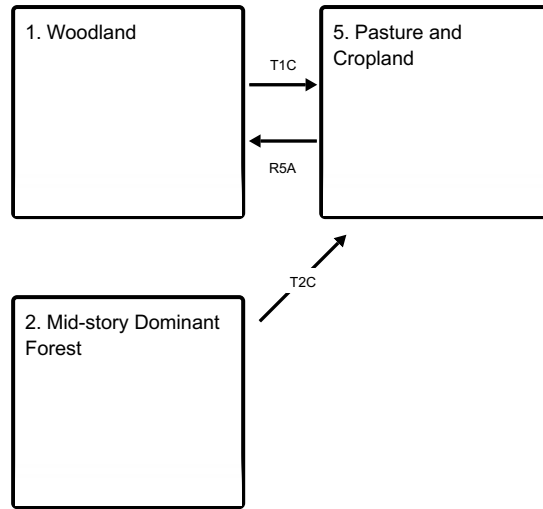 1. Woodland
5. Pasture and
Cropland
T1C
R5A
T2C
2. Mid-story Dominant
Forest